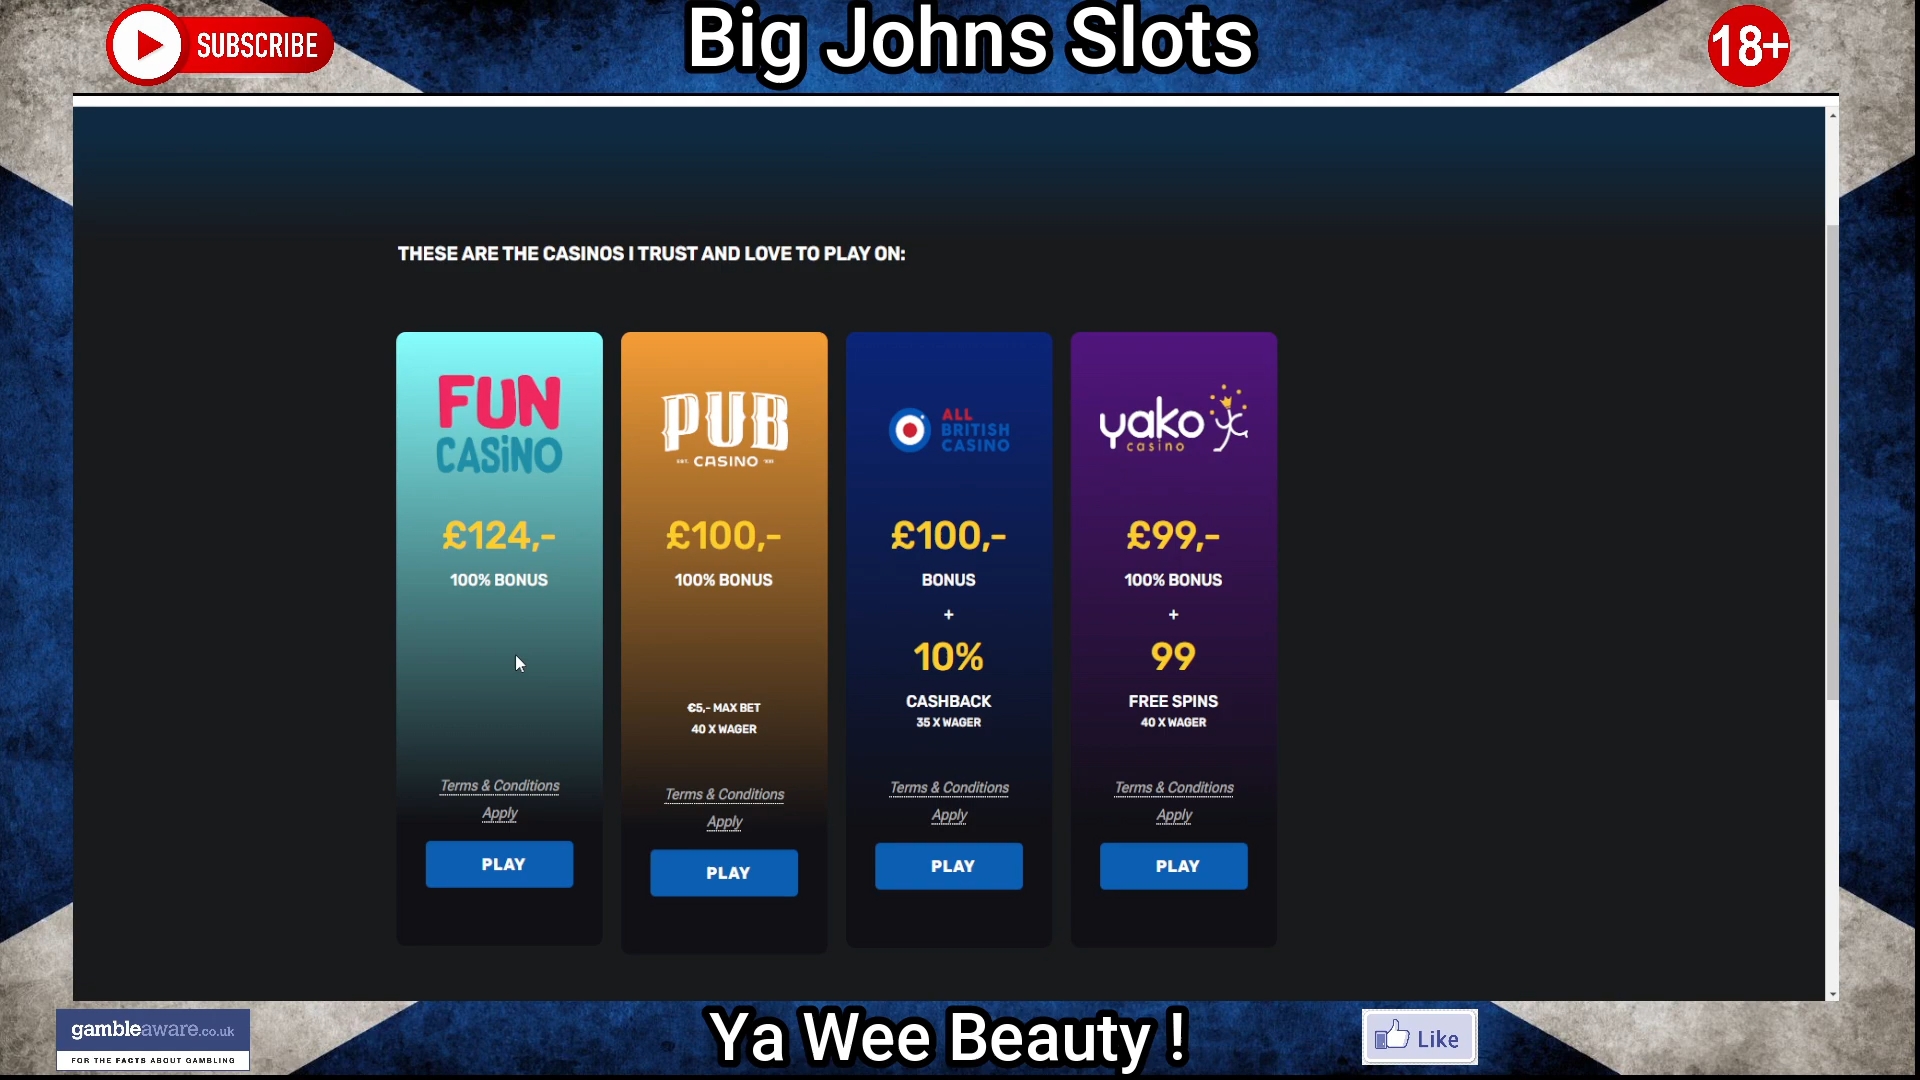 SUBSCRIBE
Big Johns Slots
18+
THESE ARE THE CASINOS I TRUST AND LOVE TO PLAY ON:
FUN
CASiNO
£124,-
100% BONUS
Terms & Conditions
Apply
PLAY
PUB
CASINO
£100,-
100% BONUS
€5,- MAX BET
40 X WAGER
Terms & Conditions
Apply
PLAY
ALL
BRITISH
CASINO
£100,-
BONUS
+
10%
CASHBACK
35 X WAGER
Terms & Conditions
Apply
PLAY
yako
casino
£99,-
100% BONUS
+
99
FREE SPINS
40 X WAGER
Terms & Conditions
Apply
PLAY
gambleaware.co.uk
FOR THE FACTS ABOUT GAMBLING
Ya Wee Beauty !
Like